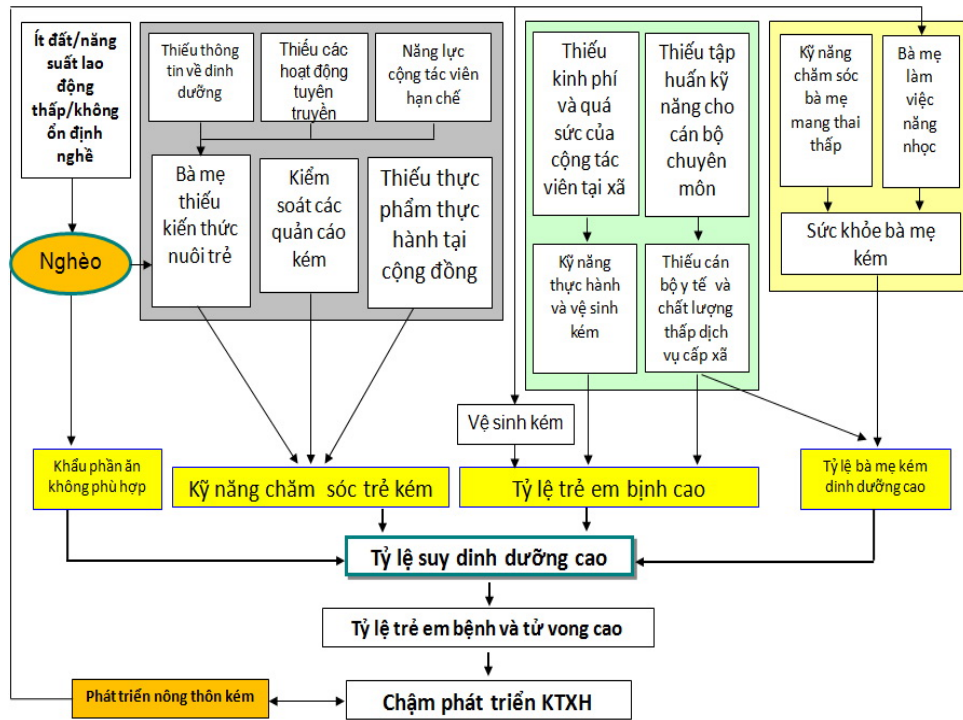 Ít đất/năng
suất lao
động
thấp/không
ổn định
nghề
Thiếu thông
tin về dinh
dưỡng
Thiếu các
hoạt động
tuyên
truyền
Năng lực
cộng tác viên
hạn chế
Thiếu
kinh phí
và quá
sức của
cộng tác
viên tại xã
Thiếu tập
huấn kỹ
năng cho
cán bộ
chuyên
môn
Kỹ năng
chăm sóc
bà mẹ
mang thai
thấp
Bà mẹ
làm
việc
năng
nhọc
Nghèo
Bà mẹ
thiếu
kiến thức
nuôi trẻ
Kiểm
soát các
quản cáo
kém
Thiếu thực
phẩm thực
hành tại
cộng đồng
Kỹ năng
thực hành
và vệ sinh
kém
Thiếu cán
bộ y tế và
chất lượng
thấp dịch
vụ cấp xã
Sức khỏe bà mẹ
kém
Vệ sinh kém
Khẩu phần ăn
không phù hợp
Kỹ năng chăm sóc trẻ kém
Tỷ lệ trẻ em bịnh cao
Tỷ lệ bà mẹ kém
dinh dưỡng cao
Tỷ lệ suy dinh dưỡng cao
Tỷ lệ trẻ em bệnh và tử vong cao
Phát triển nông thôn kém
Chậm phát triển KTXH